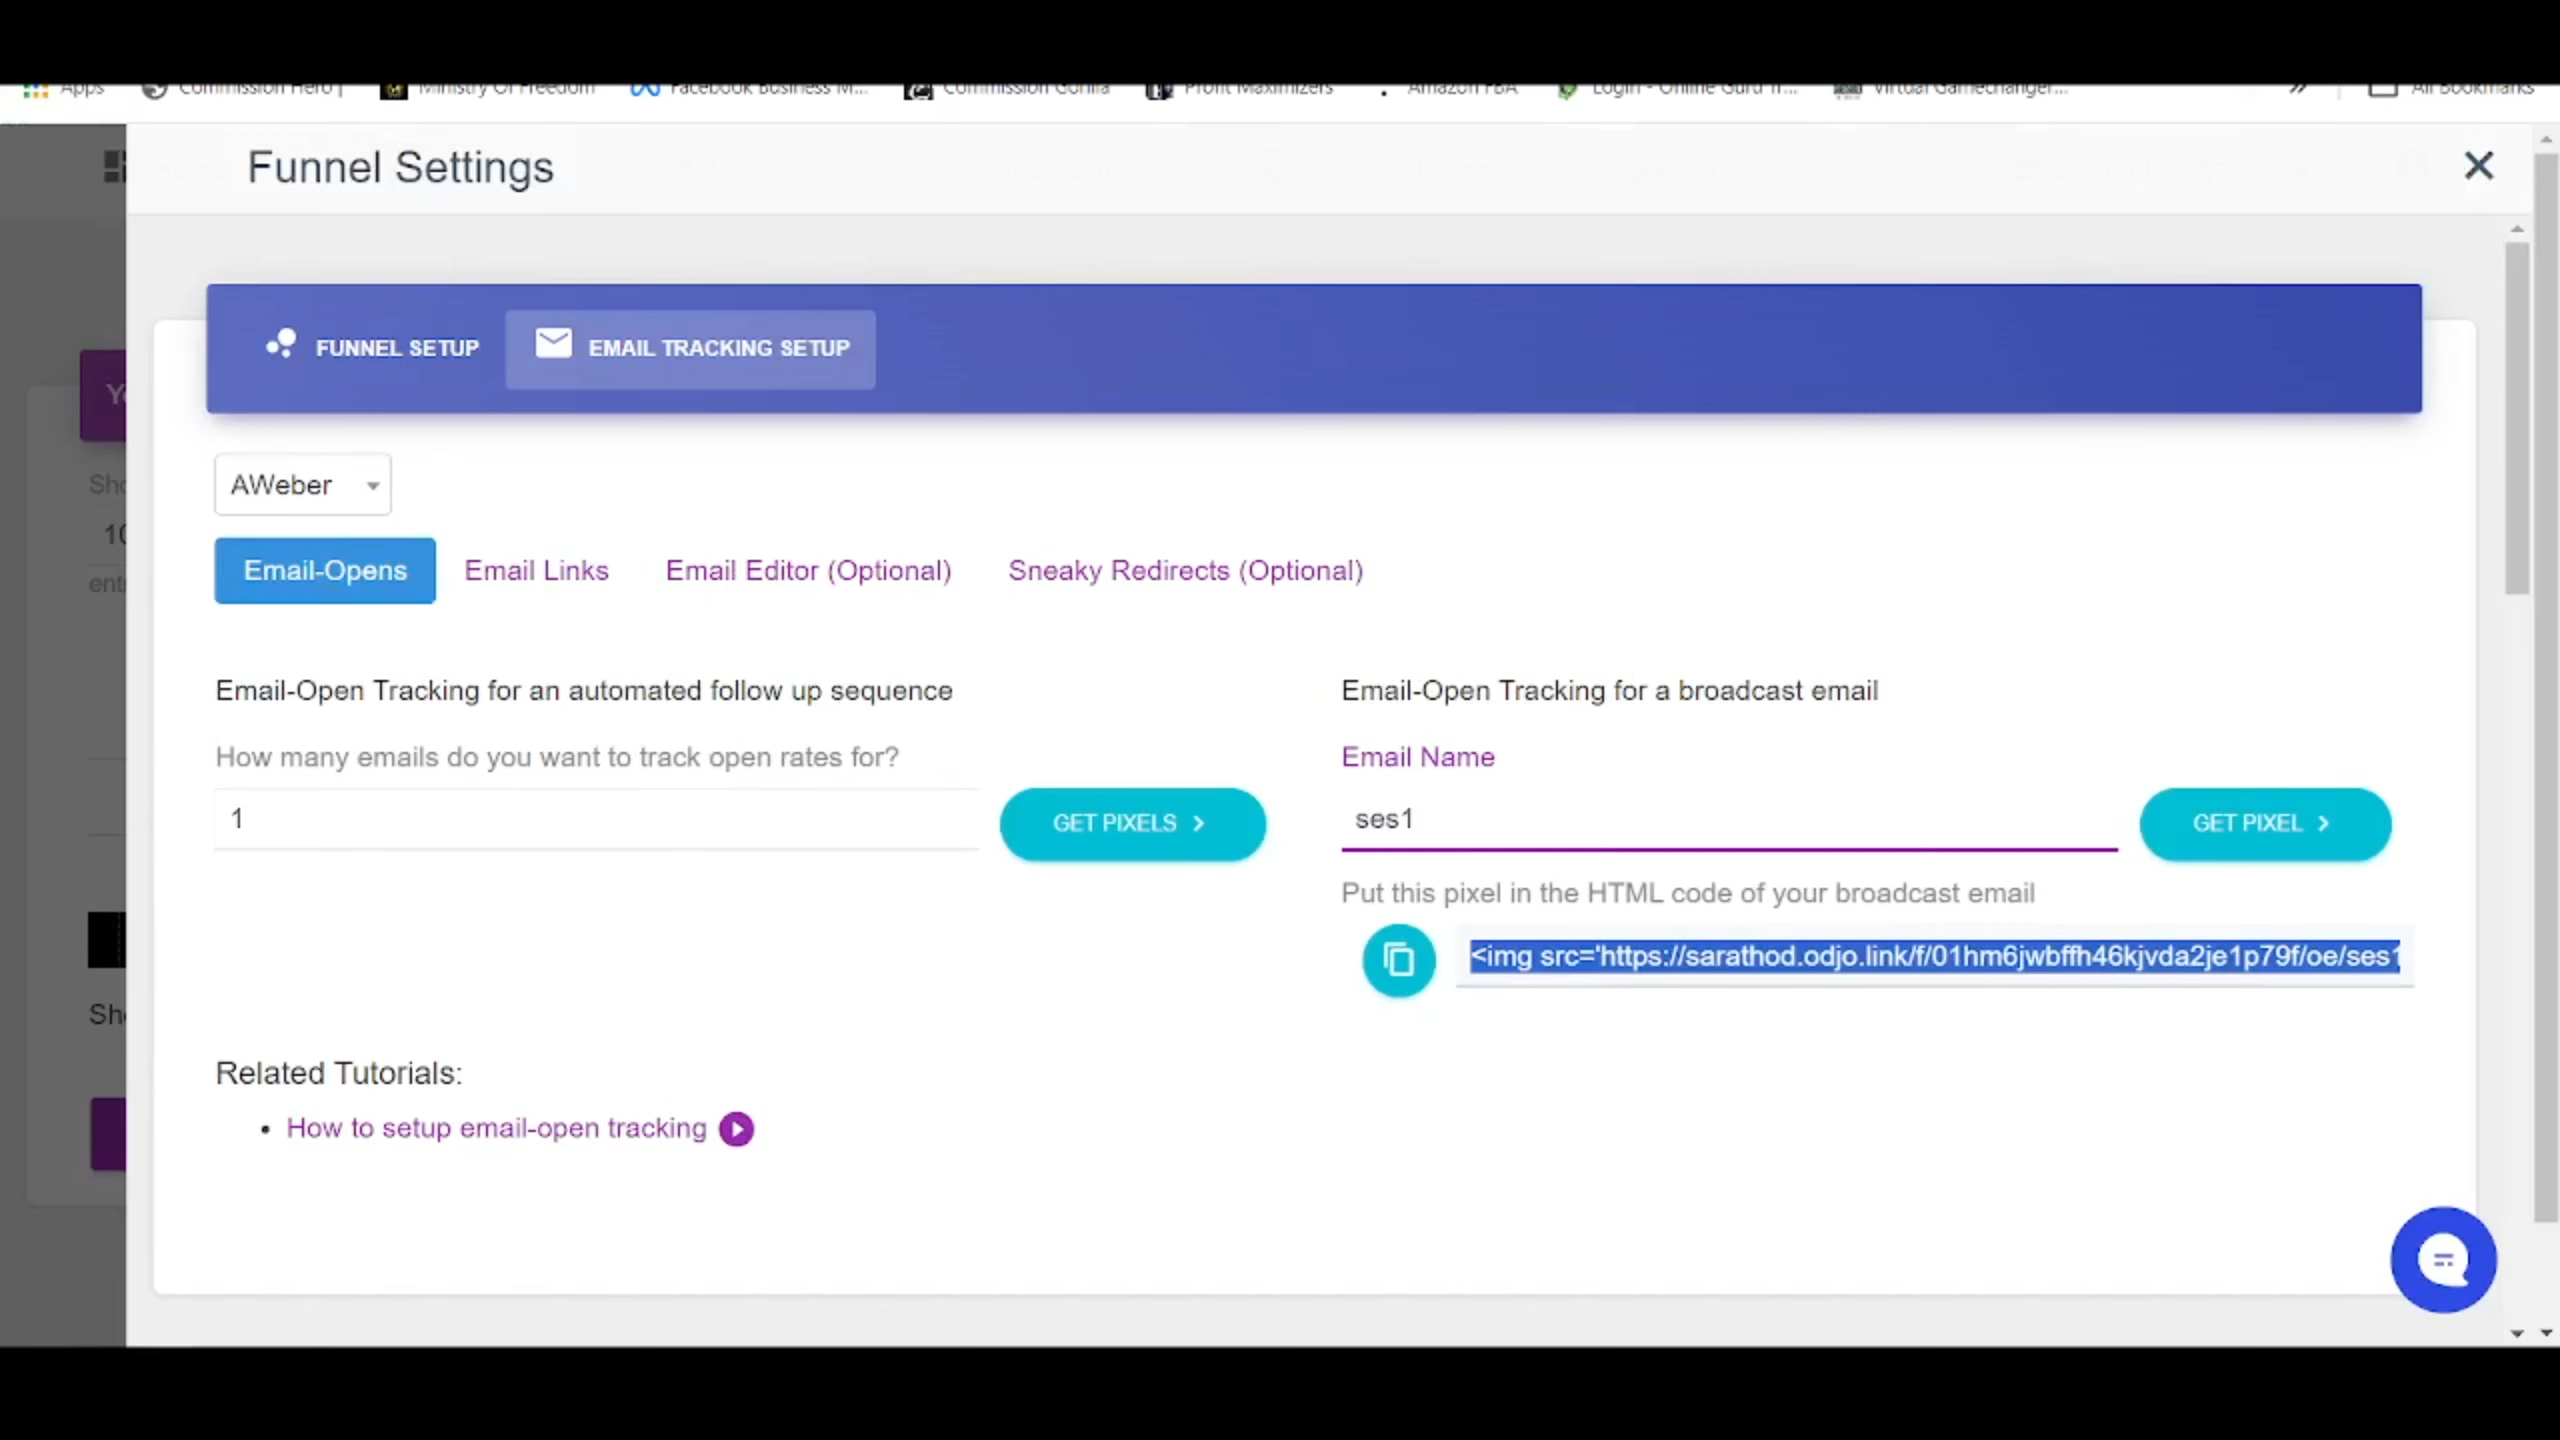 Apps Commission Hero | Ministry Of Freedom Facebook Business M... Commission Gorilla Profit Maximizers Amazon FBA Login - Online Guru Tr... Virtual Gamechanger... » All Bookmarks
Funnel Settings
FUNNEL SETUP EMAIL TRACKING SETUP
AWeber
Email-Opens Email Links Email Editor (Optional) Sneaky Redirects (Optional)
Email-Open Tracking for an automated follow up sequence
How many emails do you want to track open rates for?
1
GET PIXELS
Email-Open Tracking for a broadcast email
Email Name
ses1
GET PIXEL
Put this pixel in the HTML code of your broadcast email
<img src='https://sarathod.odjo.link/f/01hm6jwbffh46kjvda2je1p79f/oe/ses1
Related Tutorials:
• How to setup email-open tracking